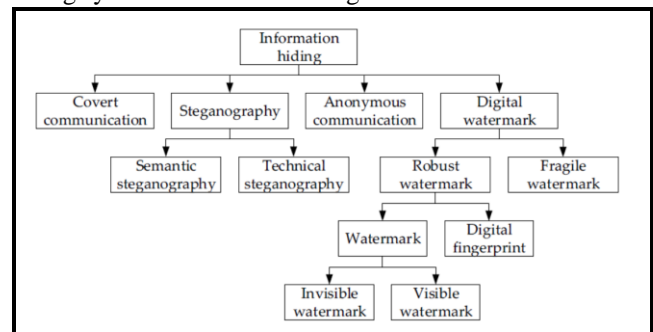 Information
hiding
Covert
communication
Steganography
Anonymous
communication
Digital
watermark
Semantic
steganography
Technical
steganography
Robust
watermark
Fragile
watermark
Watermark
Digital
fingerprint
Invisible
watermark
Visible
watermark